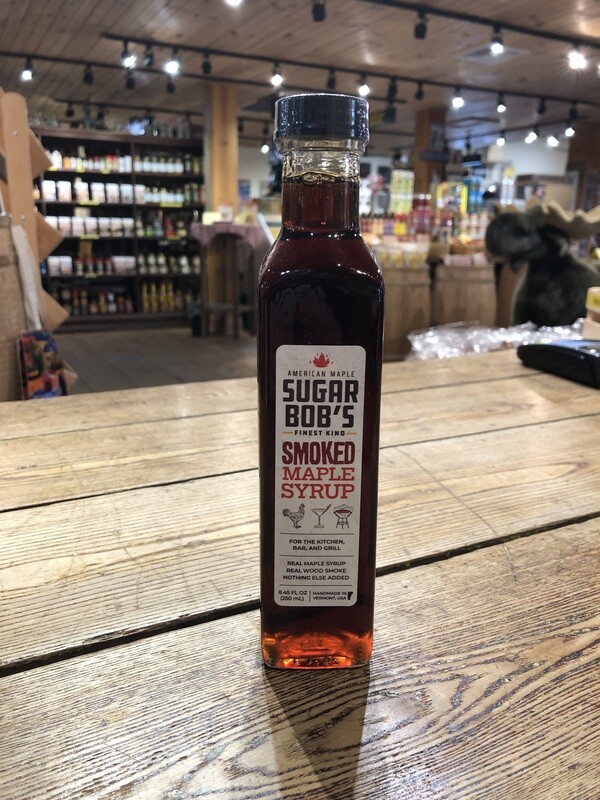 AMERICAN MAPLE
SUGAR
BOB'S
FINEST KIND
SMOKED
MAPLE
SYRUP
FOR THE KITCHEN,
BAR, AND GRILL
REAL MAPLE SYRUP
REAL WOOD SMOKE
NOTHING ELSE ADDED
8.45 FL OZ
(250 mL)
HANDMADE IN
VERMONT, USA